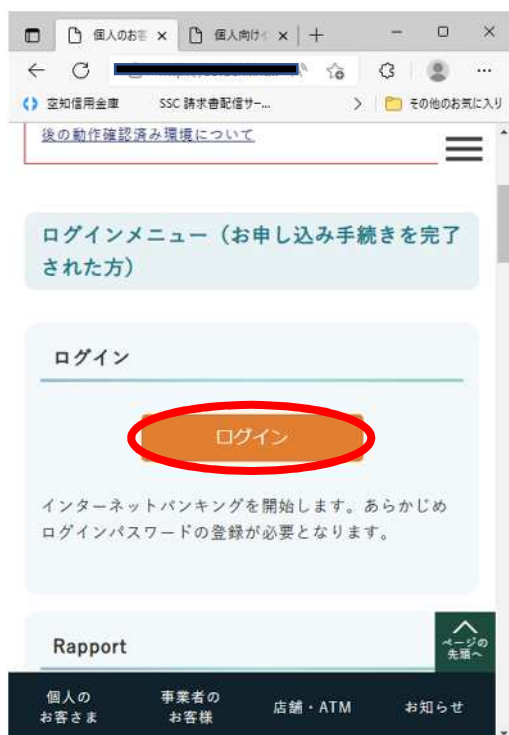 個人のお客
個人向けイ
空知信用金庫
SSC 請求書配信サー...
その他のお気に入り
後の動作確認済み環境について
ログインメニュー（お申し込み手続きを完了
された方）
ログイン
ログイン
インターネットバンキングを開始します。あらかじめ
ログインパスワードの登録が必要となります。
Rapport
ページの
先頭へ
個人の
お客さま
事業者の
お客様
店舗・ATM
お知らせ